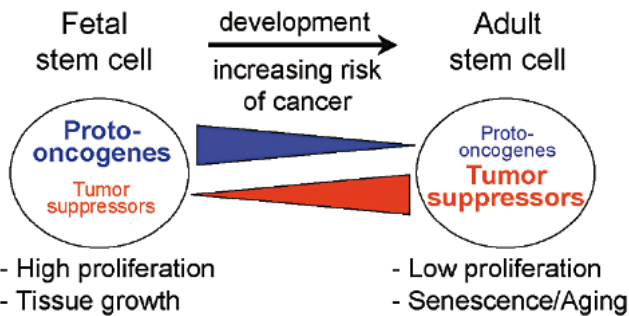 Fetal
stem cell
development
increasing risk
of cancer
Adult
stem cell
Proto-
oncogenes
Tumor
suppressors
Proto-
oncogenes
Tumor
suppressors
- High proliferation
- Tissue growth
- Low proliferation
- Senescence/Aging